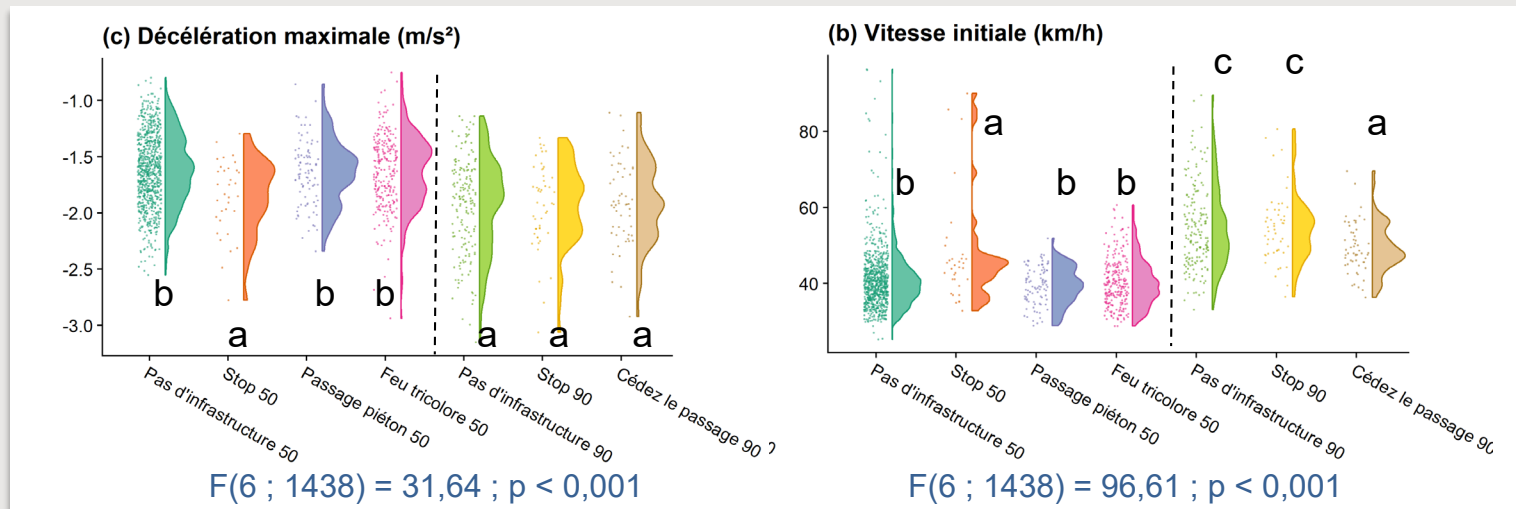 (c) Décélération maximale (m/s²)
-1.0
-1.5
-2.0
-2.5
-3.0
b
a
b
b
a
a
a
Pas d'infrastructure 50
Stop 50
Passage piéton 50
Feu tricolore 50
Pas d'infrastructure 90
Stop 90
Cédez le passage 90
F(6 ; 1438) = 31,64 ; p < 0,001
(b) Vitesse initiale (km/h)
80
60
40
b
a
b
b
c
c
a
Pas d'infrastructure 50
Stop 50
Passage piéton 50
Feu tricolore 50
Pas d'infrastructure 90
Stop 90
Cédez le passage 90
F(6 ; 1438) = 96,61 ; p < 0,001